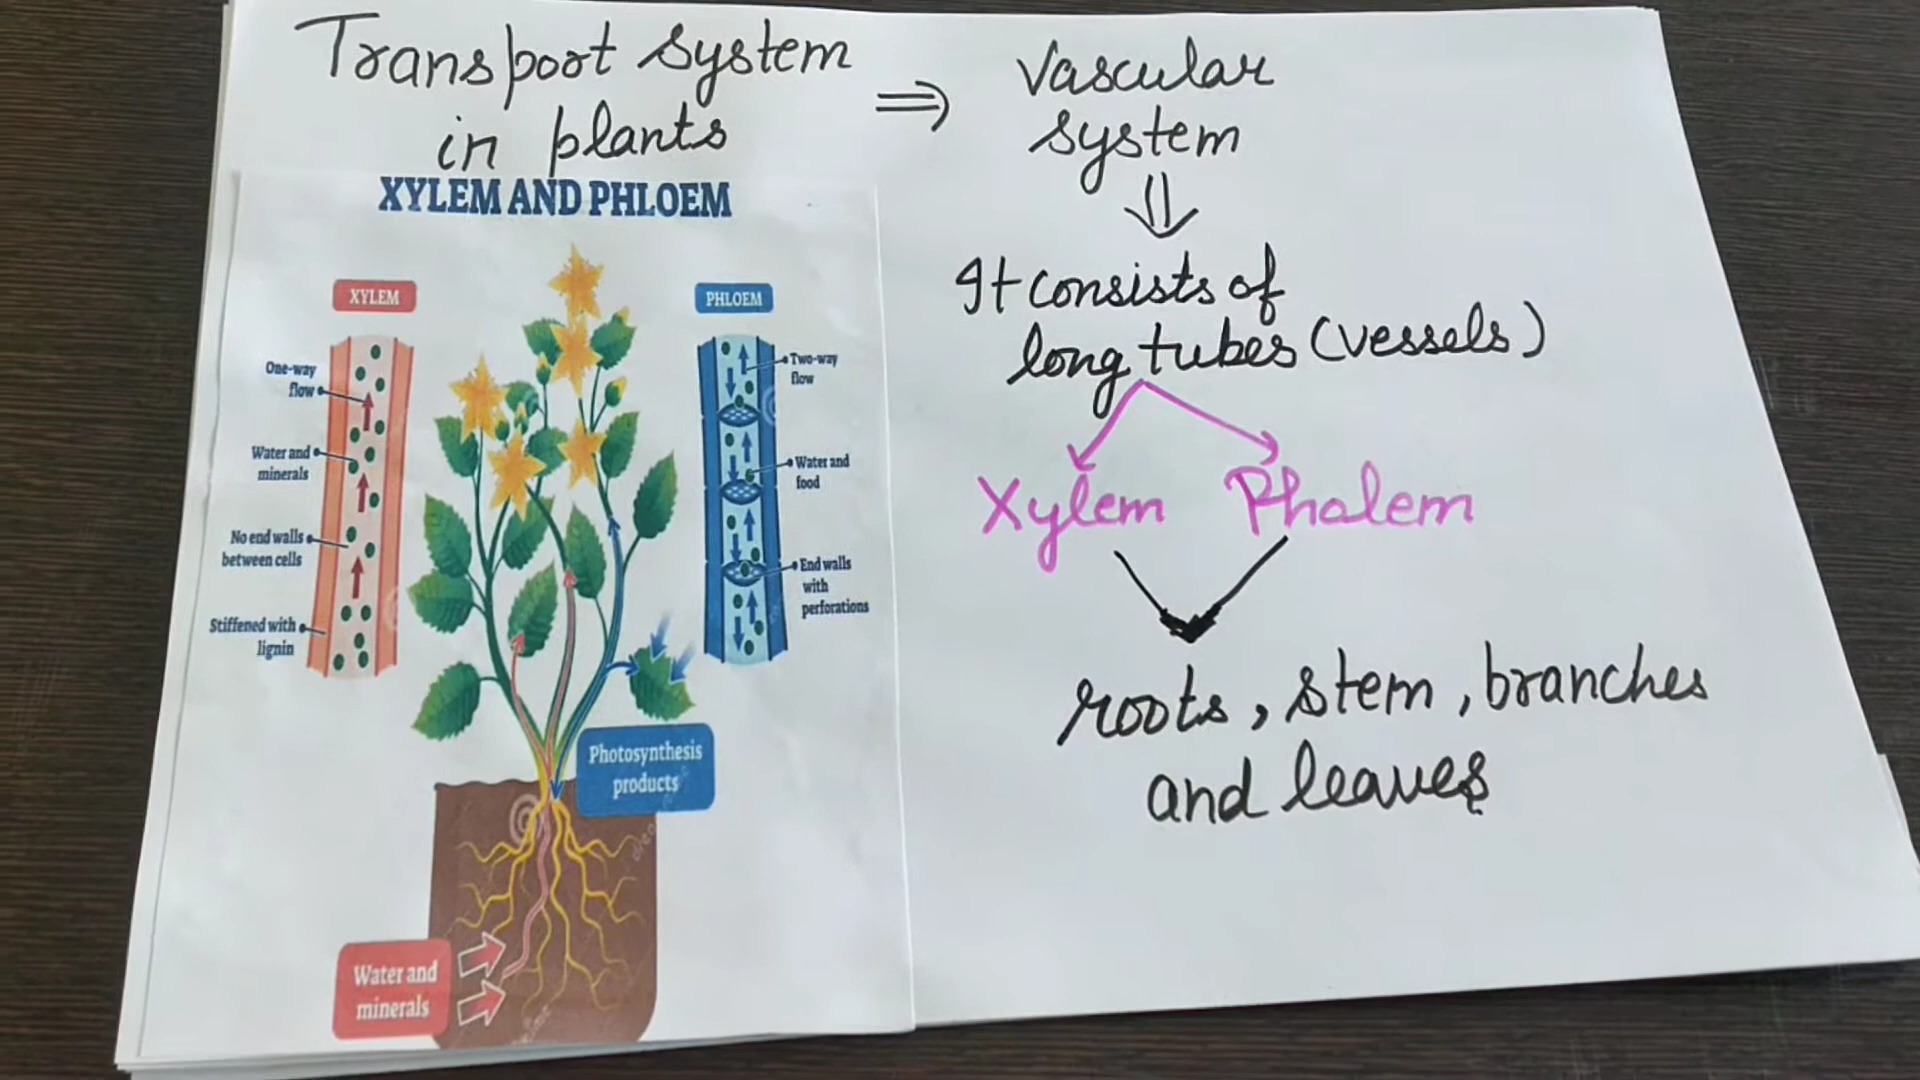 Transport system
in plants
⇒ Vascular
system
⇓
It consists of
long tubes (vessels)
Xylem Phalem
roots, stem, branches
and leaves
XYLEM AND PHLOEM
XYLEM
One-way
flow
Water and
minerals
No end walls
between cells
Stiffened with
lignin
PHLOEM
Two-way
flow
Water and
food
End walls
with
perforations
Photosynthesis
products
Water and
minerals